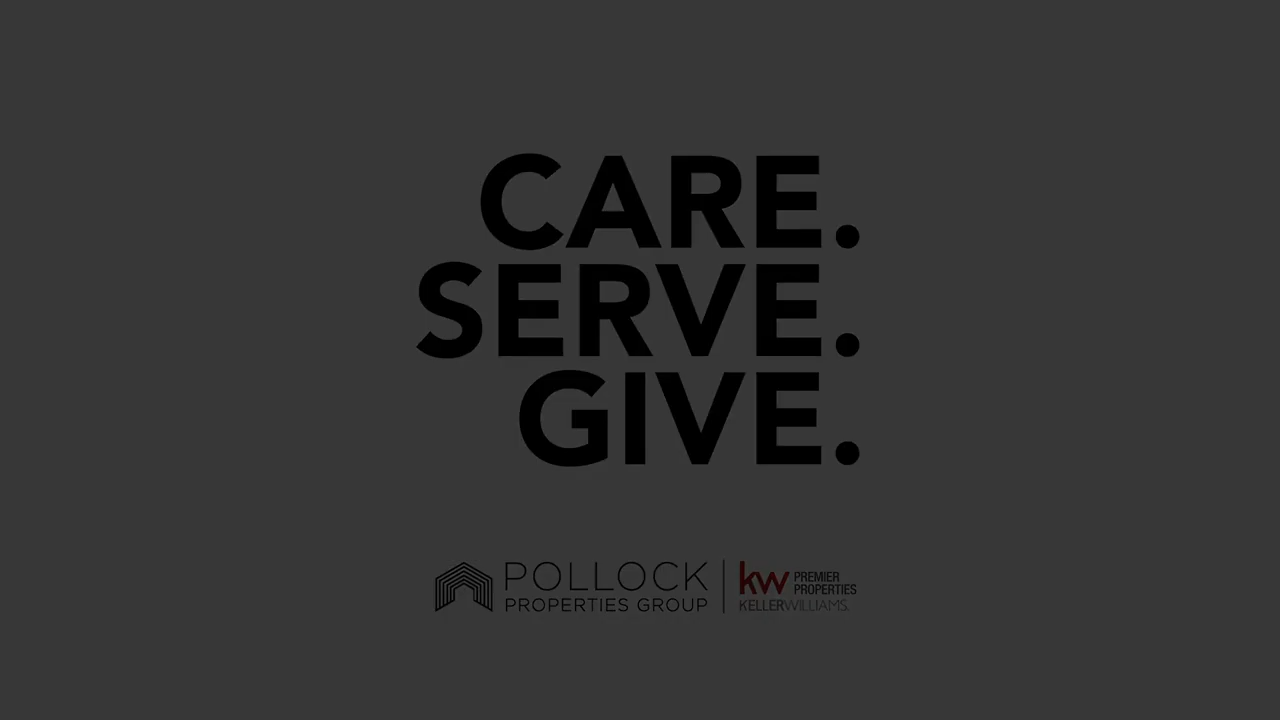 CARE.
SERVE.
GIVE.
POLLOCK
PROPERTIES GROUP
kw PREMIER
PROPERTIES
KELLERWILLIAMS.